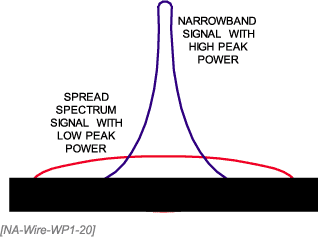 NARROWBAND
SIGNAL WITH
HIGH PEAK
POWER
SPREAD
SPECTRUM
SIGNAL WITH
LOW PEAK
POWER
[NA-Wire-WP1-20]